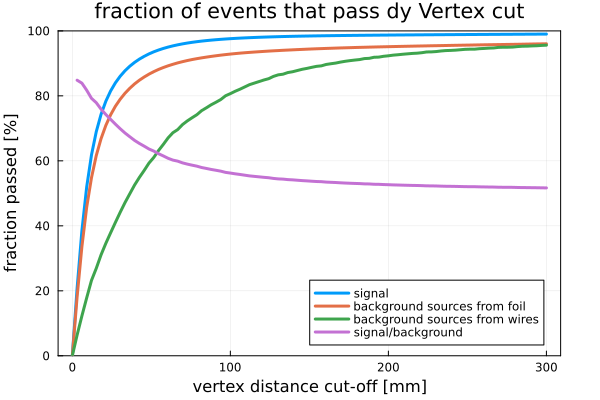 fraction of events that pass dy Vertex cut
fraction passed [%]
100
80
60
40
20
0
0
100
200
300
vertex distance cut-off [mm]
signal
background sources from foil
background sources from wires
signal/background